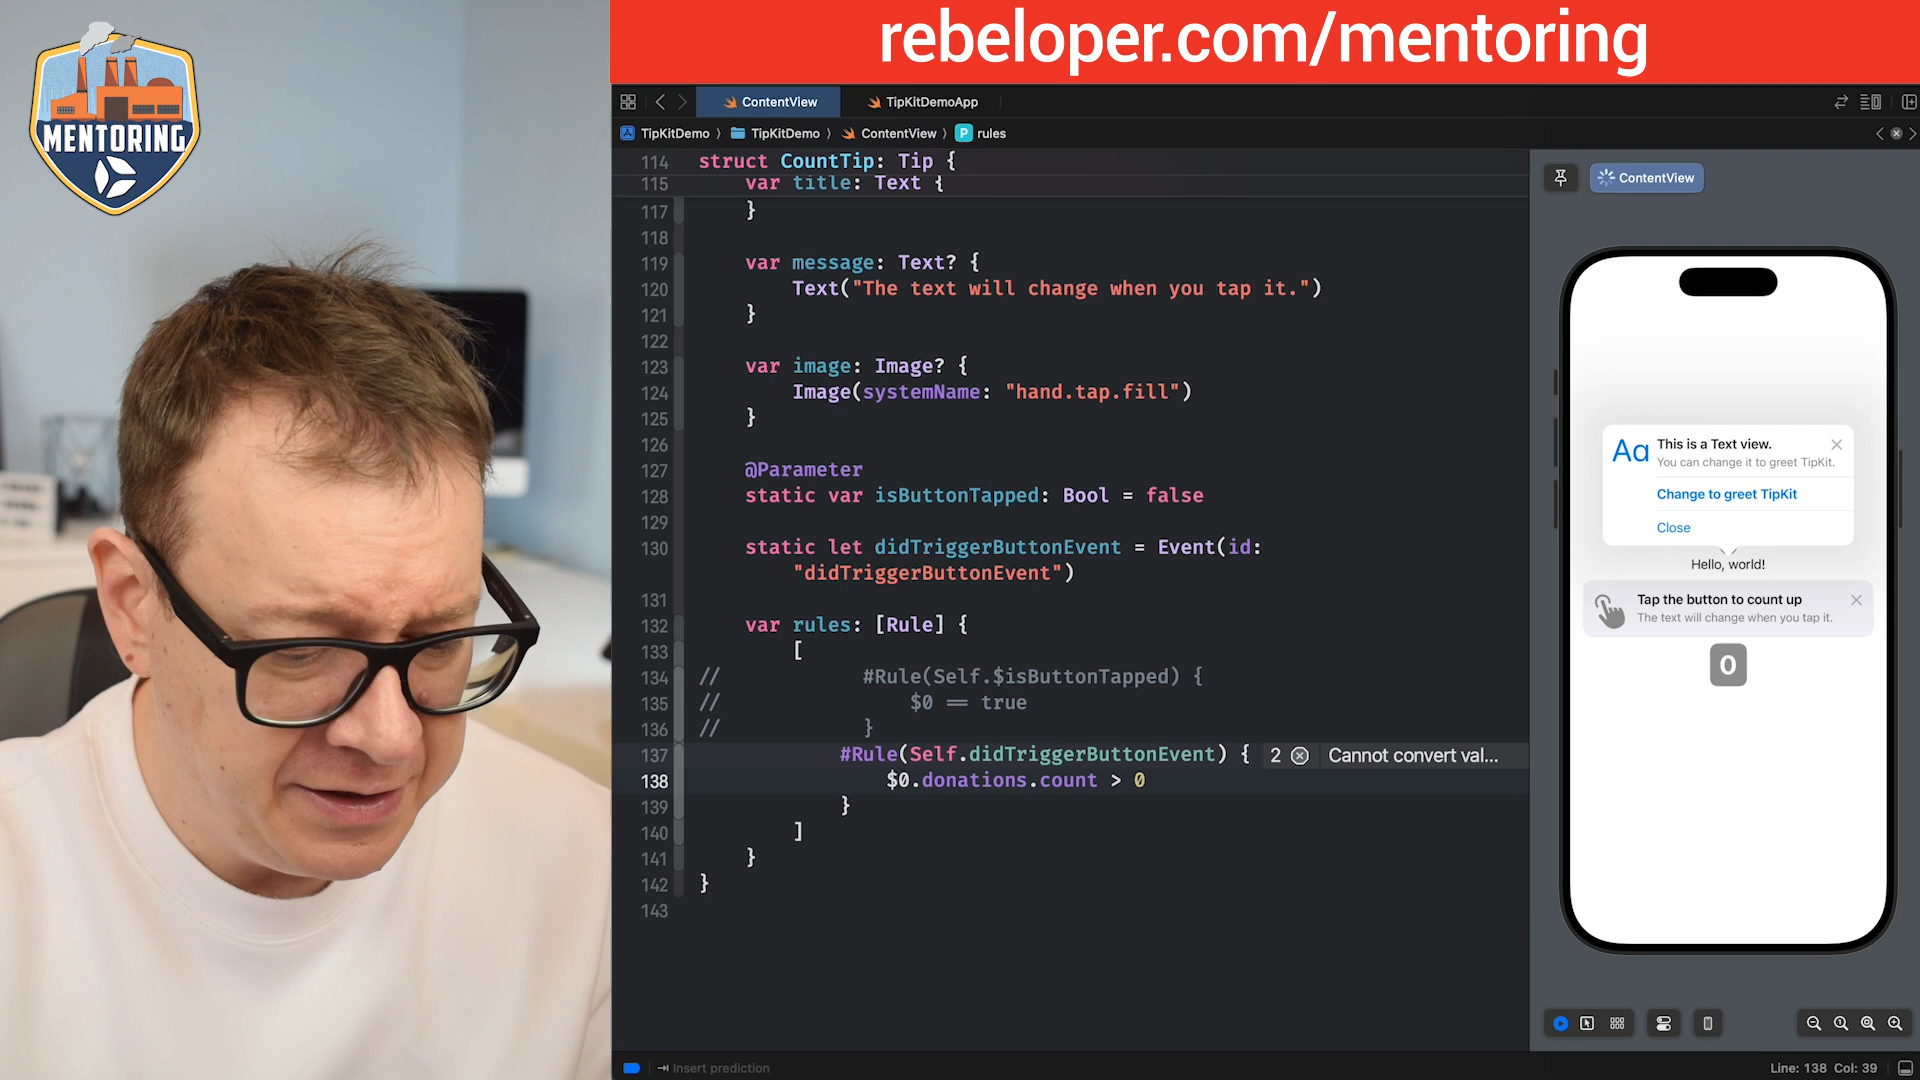 MENTORING
rebeloper.com/mentoring
ContentView
TipKitDemoApp
TipKitDemo
TipKitDemo
ContentView
P rules
114 struct CountTip: Tip {
115 var title: Text {
117 }
118
119 var message: Text? {
120 Text("The text will change when you tap it.")
121 }
122
123 var image: Image? {
124 Image(systemName: "hand.tap.fill")
125 }
126
127 @Parameter
128 static var isButtonTapped: Bool = false
129
130 static let didTriggerButtonEvent = Event(id:
"didTriggerButtonEvent")
131
132 var rules: [Rule] {
133 [
134 // #Rule(Self.$isButtonTapped) {
135 // $0 == true
136 // }
137 #Rule(Self.didTriggerButtonEvent) { 2 Cannot convert val...
138 $0.donations.count > 0
139 }
140 ]
141 }
142 }
143
ContentView
Aa
This is a Text view.
You can change it to greet TipKit.
Change to greet TipKit
Close
Hello, world!
Tap the button to count up
The text will change when you tap it.
0
Insert prediction
Line: 138 Col: 39